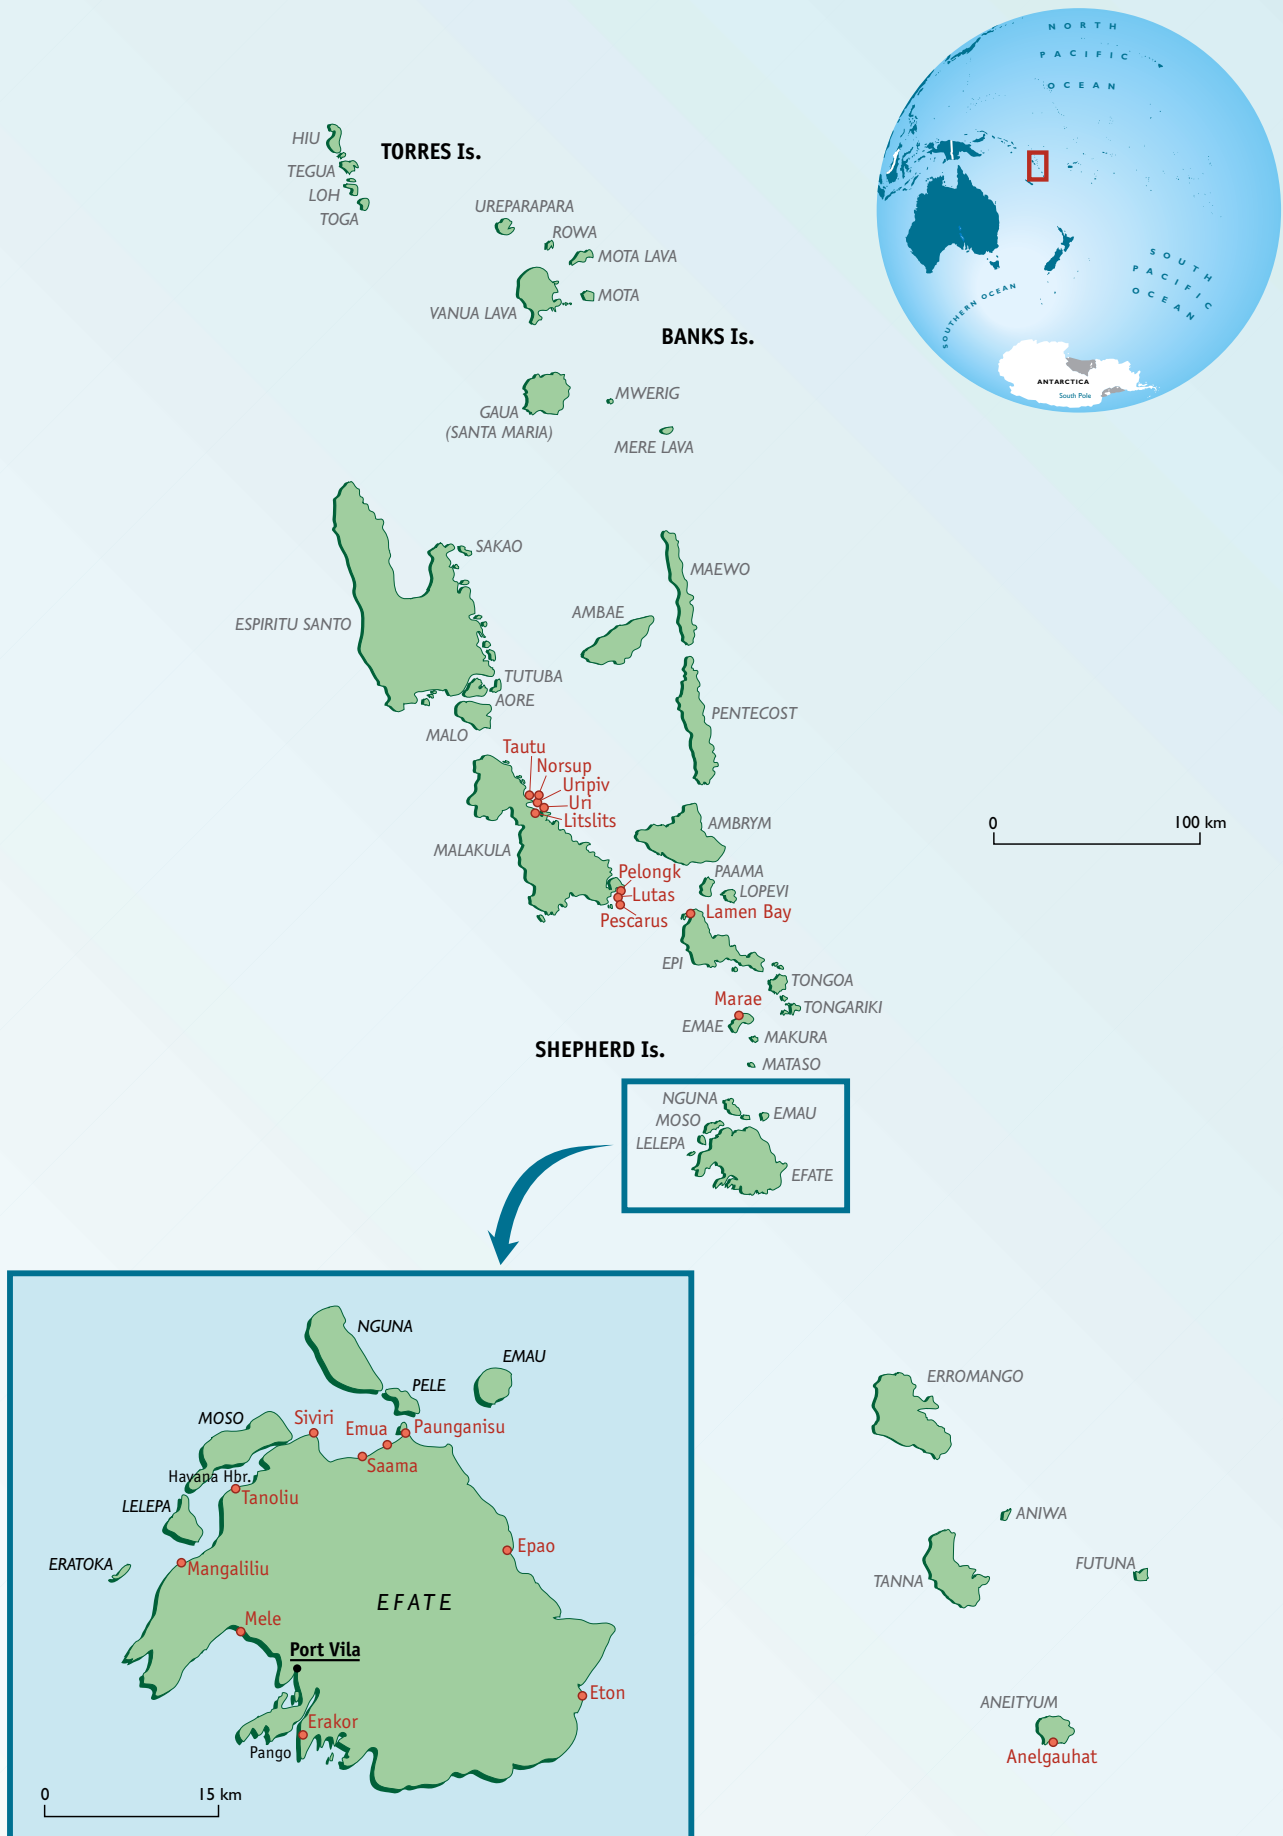 NORTH
PACIFIC
OCEAN
SOUTH
PACIFIC
OCEAN
SOUTHERN OCEAN
ANTARCTICA
South Pole
HIU
TORRES Is.
TEGUA
LOH
TOGA
UREPARAPARA
ROWA
MOTA LAVA
MOTA
VANUA LAVA
BANKS Is.
MWERIG
GAUA
(SANTA MARIA)
MERE LAVA
SAKAO
MAEWO
AMBAE
ESPIRITU SANTO
TUTUBA
AORE
PENTECOST
MALO
Tautu
Norsup
Uripiv
Uri
Litslits
AMBRYM
0
100 km
MALAKULA
Pelongk
PAAMA
Lutas
LOPEVI
Pescarus
Lamen Bay
EPI
TONGOA
Marae
TONGARIKI
EMAE
MAKURA
SHEPHERD Is.
MATASO
NGUNA
EMAU
MOSO
LELEPA
EFATE
NGUNA
EMAU
PELE
MOSO
Siviri
Emua
Paunganisu
Saama
Havana Hbr.
Tanoliu
LELEPA
Epao
ERATOKA
Mangaliliu
EFATE
Mele
Port Vila
Eton
Erakor
Pango
0
15 km
ERROMANGO
ANIWA
FUTUNA
TANNA
ANEITYUM
Anelgauhat